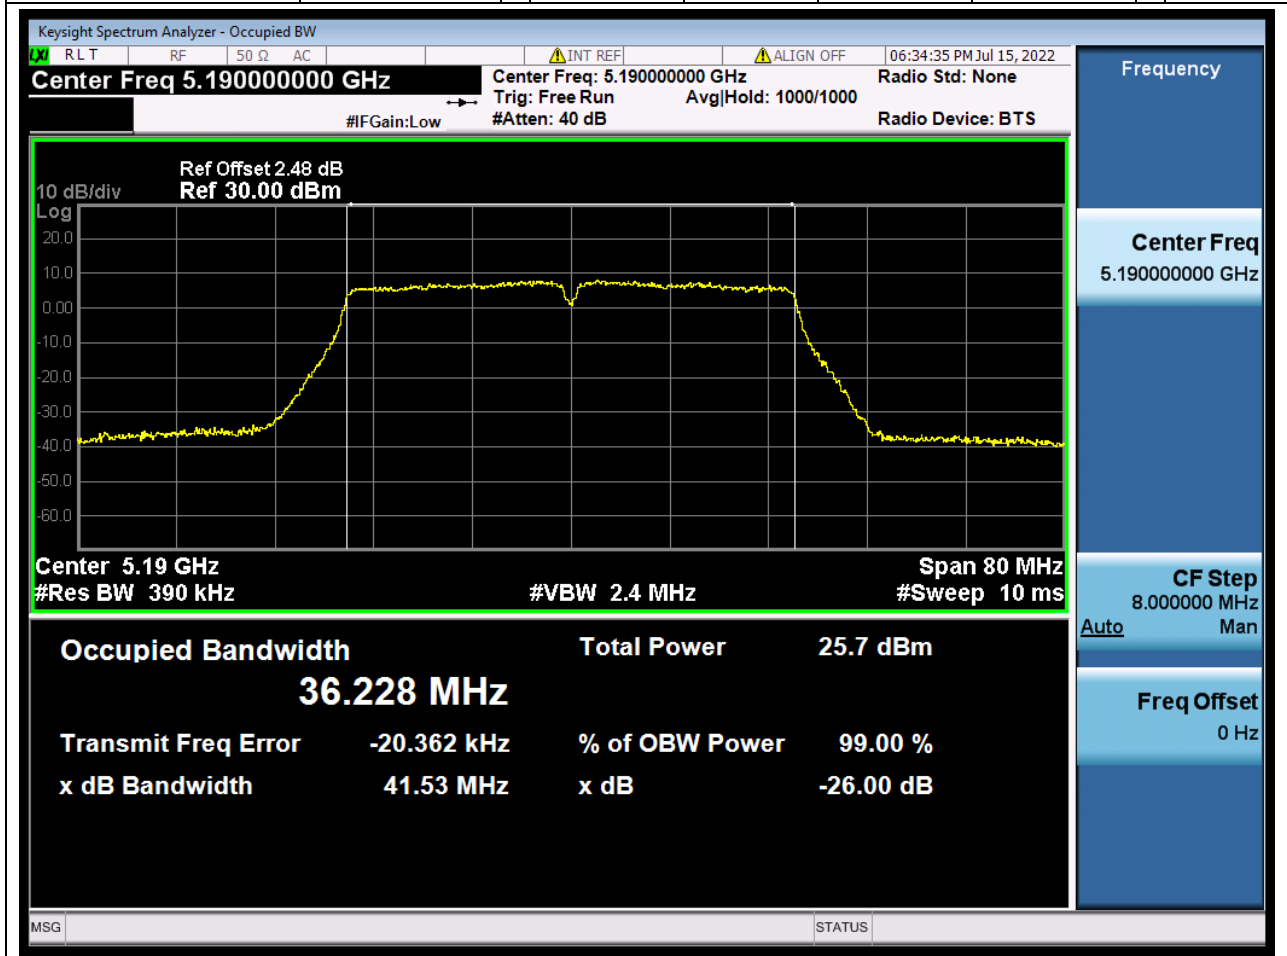 Keysight Spectrum Analyzer - Occupied BW
LXI RLT RF 50 Ω AC INT REF ALIGN OFF 06:34:35 PM Jul 15, 2022
Center Freq 5.190000000 GHz
Center Freq: 5.190000000 GHz
Radio Std: None
Trig: Free Run Avg|Hold: 1000/1000
#IFGain:Low
#Atten: 40 dB
Radio Device: BTS
Ref Offset 2.48 dB
10 dB/div Ref 30.00 dBm
Log
20.0
10.0
0.00
-10.0
-20.0
-30.0
-40.0
-50.0
-60.0
Center 5.19 GHz Span 80 MHz
#Res BW 390 kHz #VBW 2.4 MHz #Sweep 10 ms
Occupied Bandwidth Total Power 25.7 dBm
36.228 MHz
Transmit Freq Error -20.362 kHz % of OBW Power 99.00 %
x dB Bandwidth 41.53 MHz x dB -26.00 dB
MSG STATUS
Frequency
Center Freq
5.190000000 GHz
CF Step
8.000000 MHz
Auto Man
Freq Offset
0 Hz